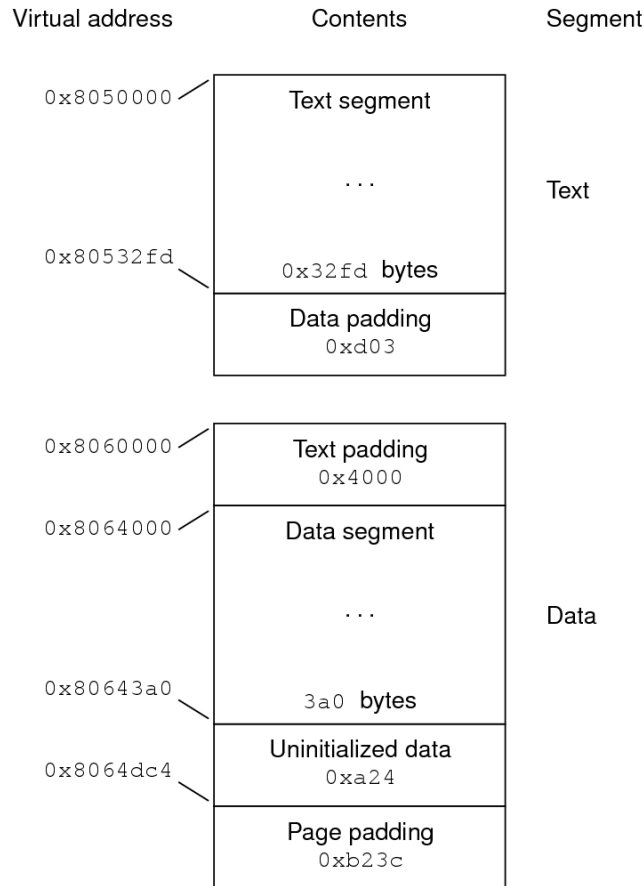 Virtual address Contents Segment
0x8050000
Text segment
. . .
Text
0x80532fd
0x32fd bytes
Data padding
0xd03
0x8060000
Text padding
0x4000
0x8064000
Data segment
. . .
Data
0x80643a0
3a0 bytes
Uninitialized data
0x8064dc4
0xa24
Page padding
0xb23c